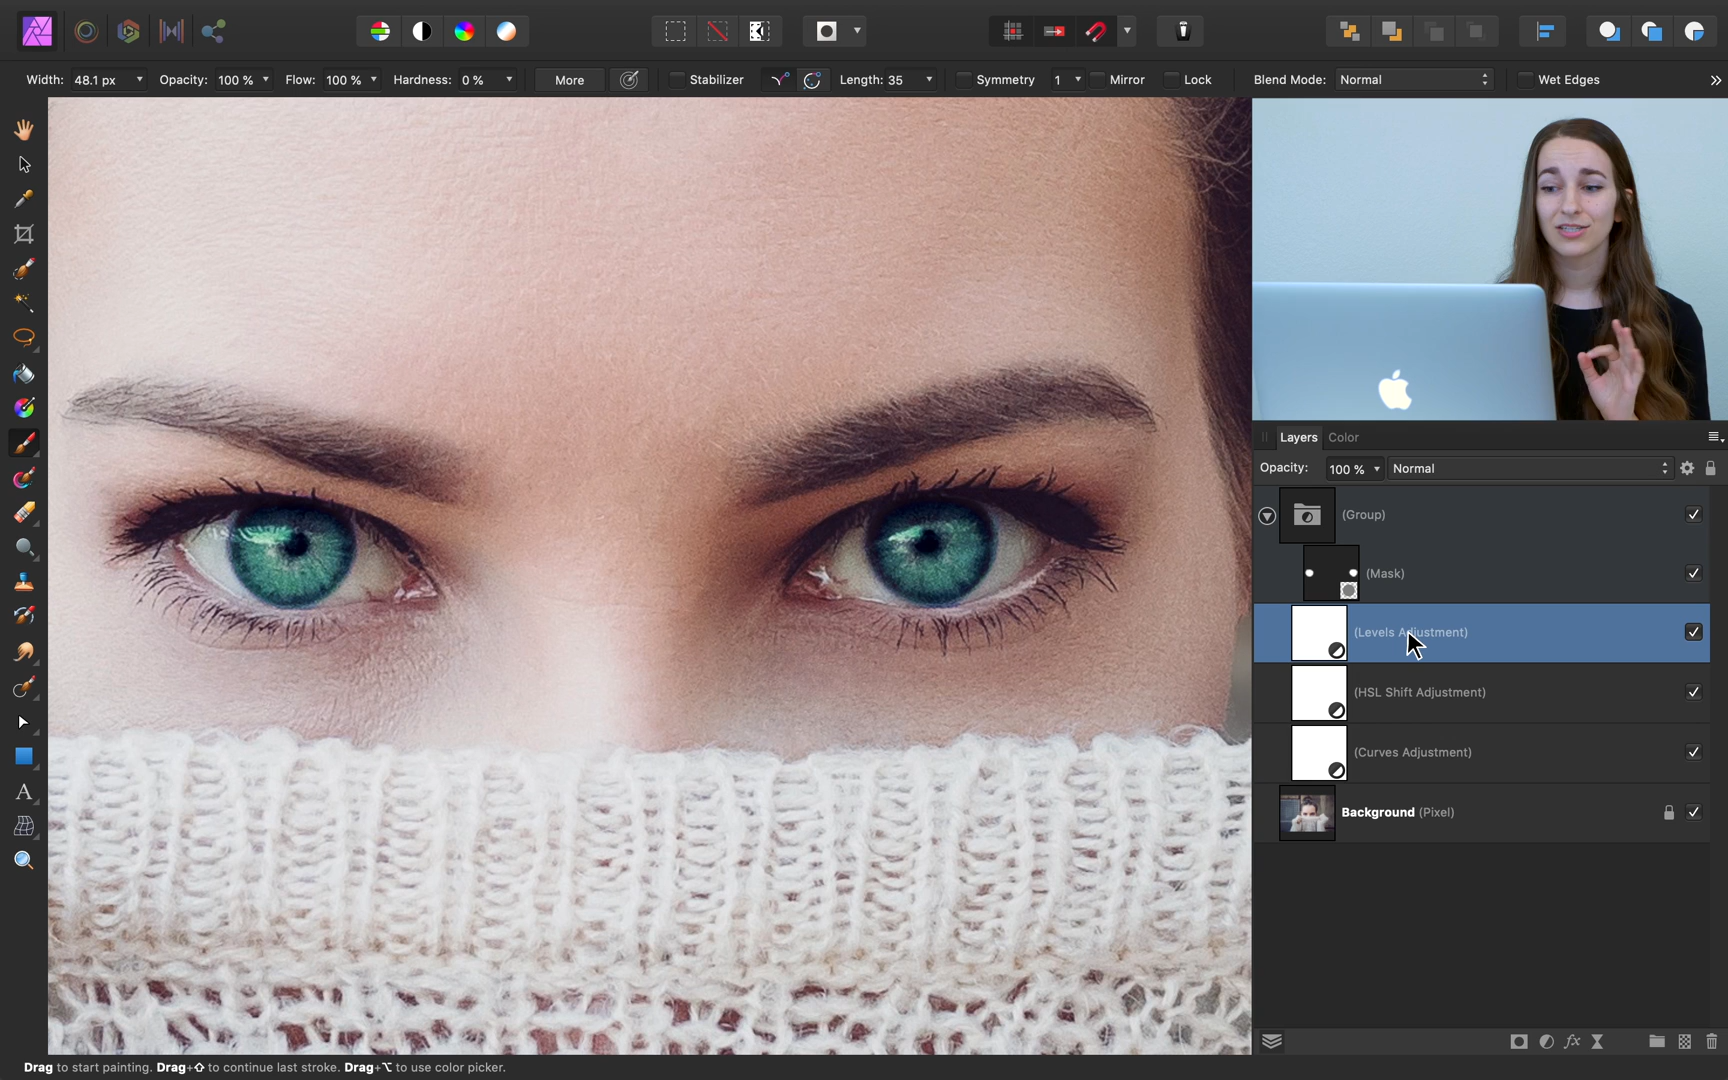 Width: 48.1 px Opacity: 100 % Flow: 100 % Hardness: 0 % More Stabilizer Length: 35 Symmetry 1 Mirror Lock Blend Mode: Normal Wet Edges
Layers Color
Opacity: 100 % Normal
(Group)
(Mask)
(Levels Adjustment)
(HSL Shift Adjustment)
(Curves Adjustment)
Background (Pixel)
fx
Drag to start painting. Drag+⇧ to continue last stroke. Drag+⌥ to use color picker.